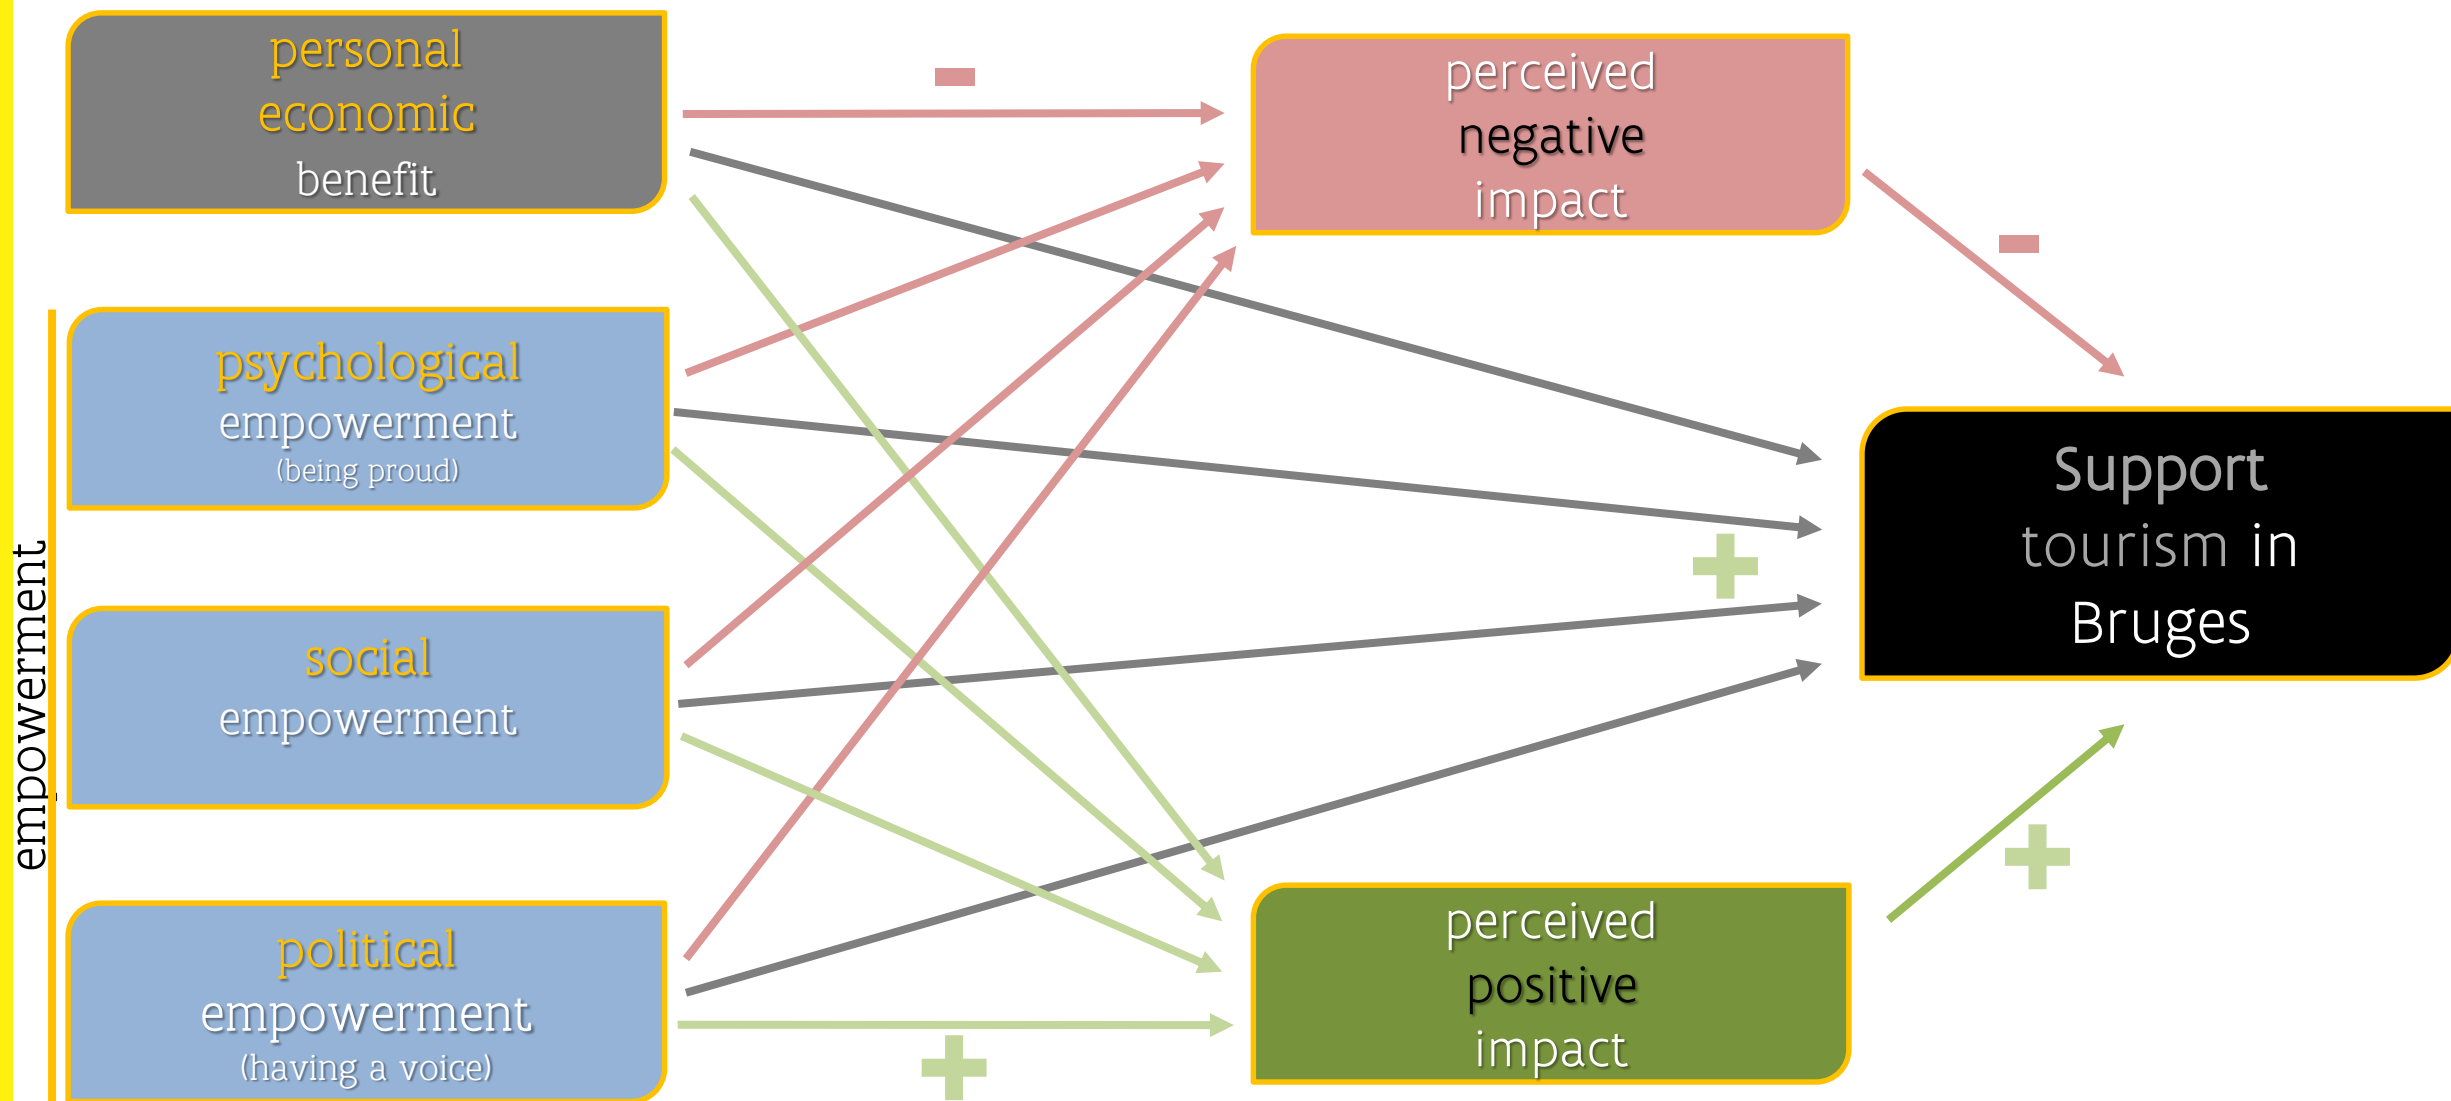 personal
economic
benefit
psychological
empowerment
(being proud)
social
empowerment
political
empowerment
(having a voice)
empowerment
-
perceived
negative
impact
-
+
Support
tourism in
Bruges
perceived
positive
impact
+
+